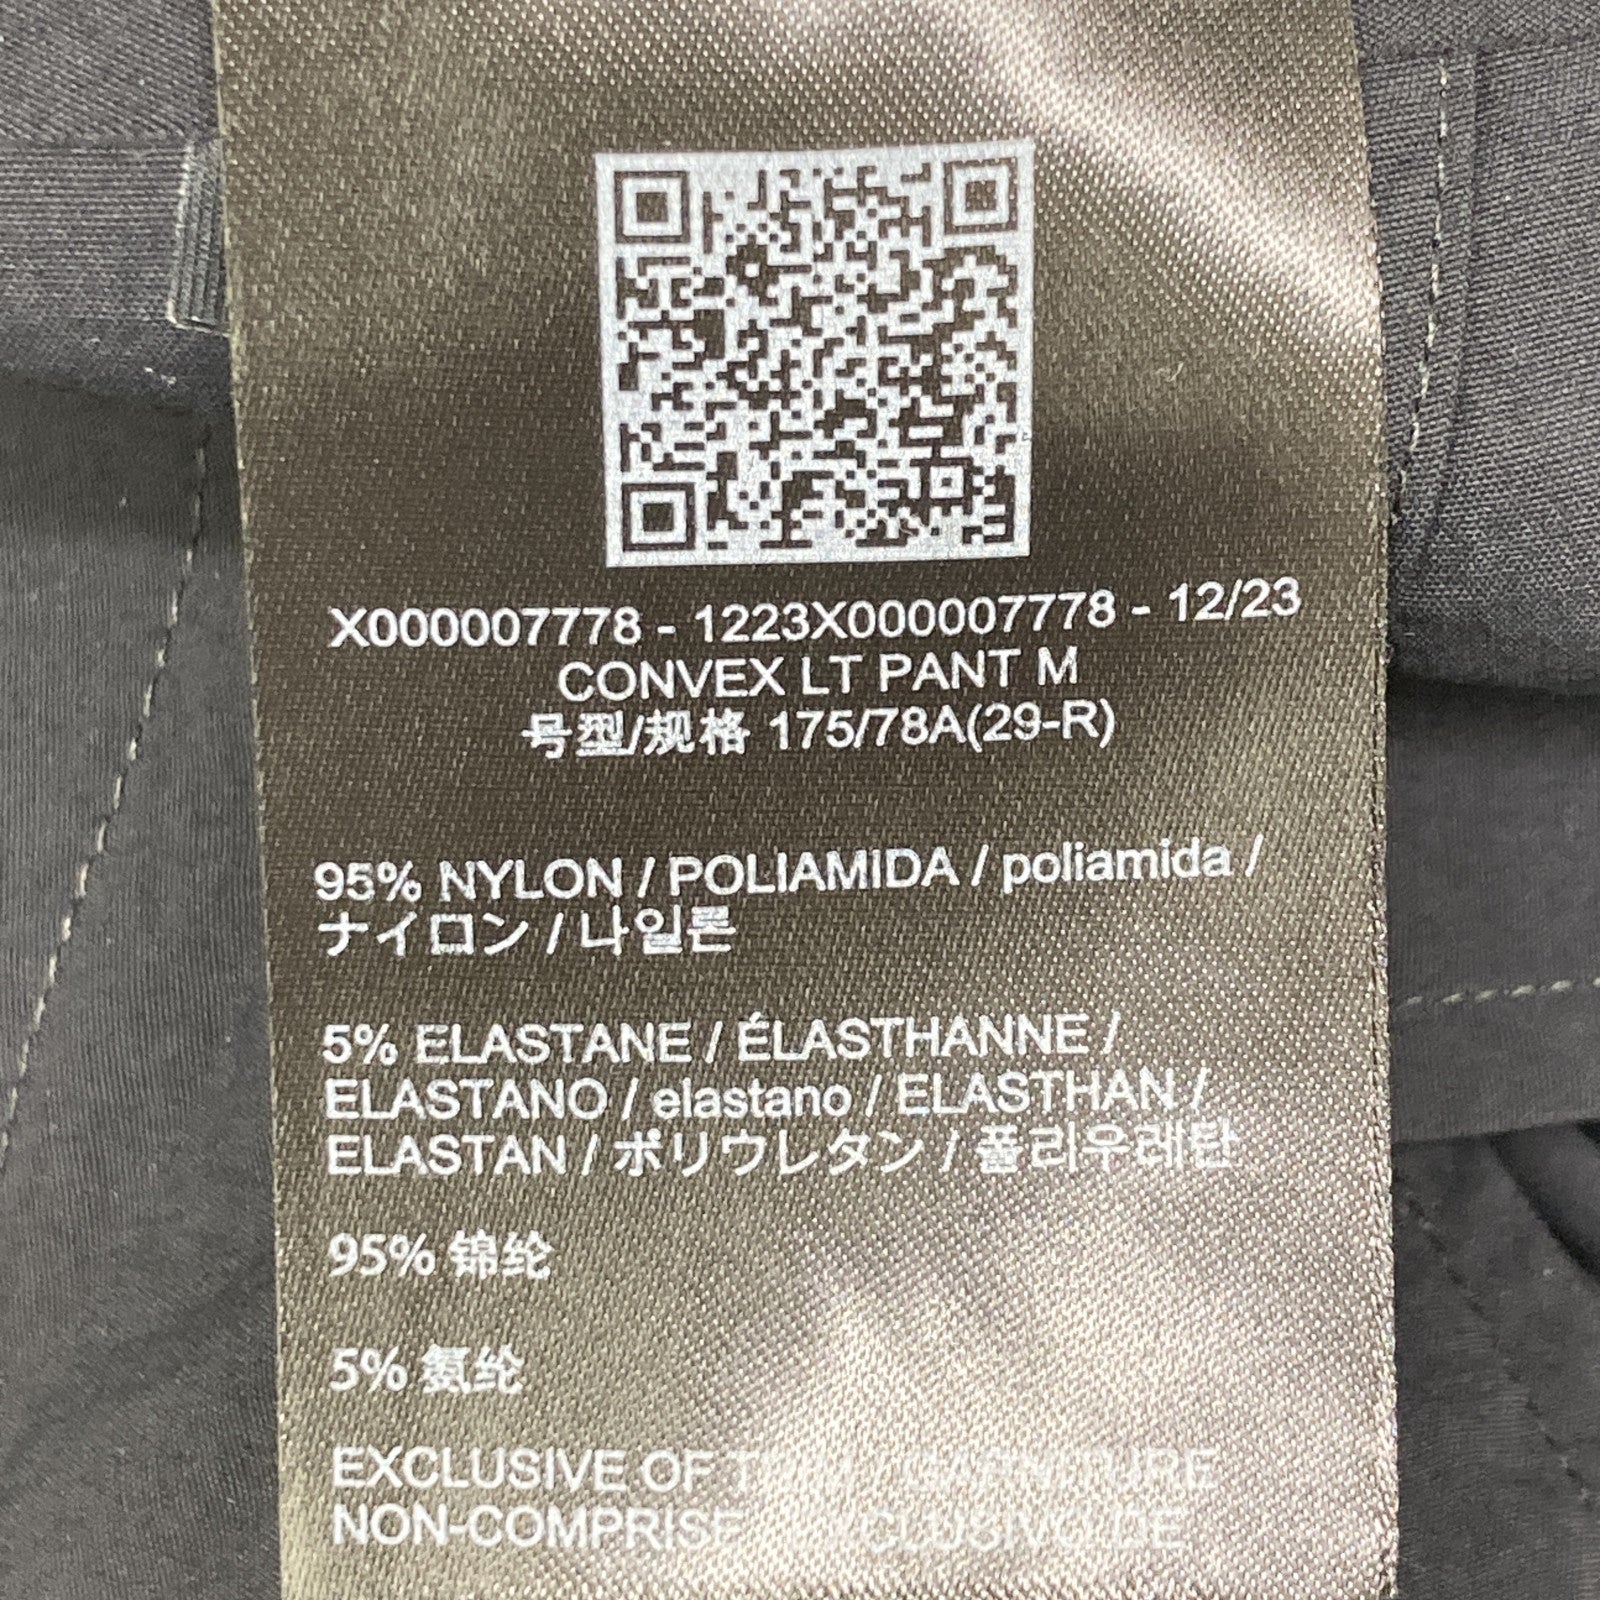 X000007778 - 1223X000007778 - 12/23
CONVEX LT PANT M
号型/规格 175/78A(29-R)
95% NYLON / POLIAMIDA / poliamida /
ナイロン / 나일론
5% ELASTANE / ÉLASTHANNE /
ELASTANO / elastano / ELASTHAN /
ELASTAN / ポリウレタン / 폴리우레탄
95% 锦纶
5% 氨纶
EXCLUSIVE OF / GARNITURE
NON-COMPRISE DE